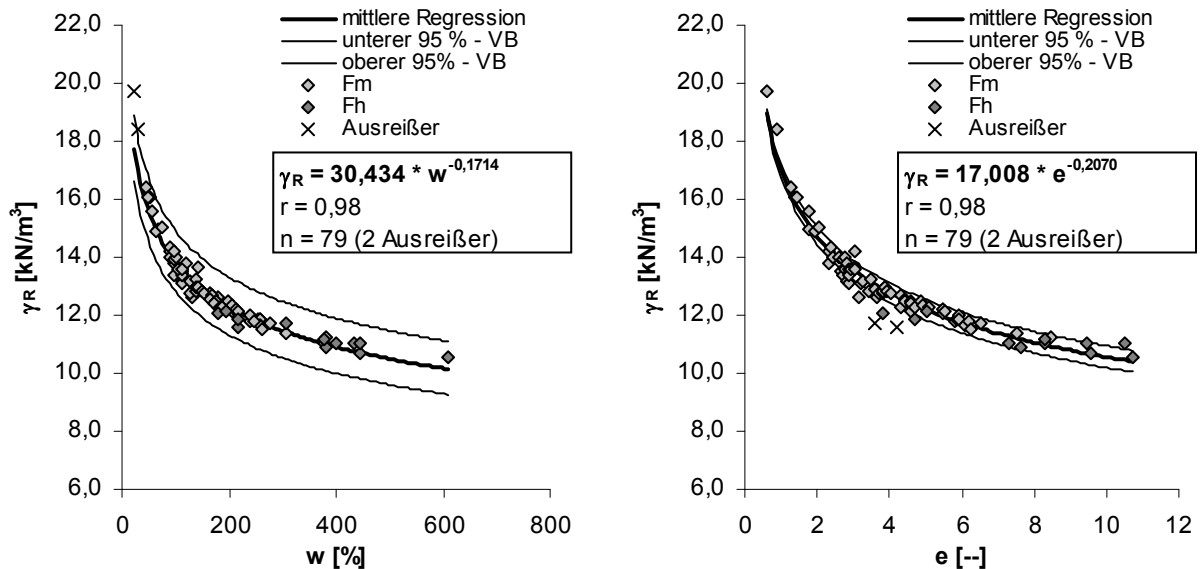 22,0
20,0
18,0
16,0
14,0
12,0
10,0
8,0
6,0
γR [kN/m³]
0
200
400
600
800
w [%]
mittlere Regression
unterer 95 % - VB
oberer 95% - VB
Fm
Fh
Ausreißer
γR = 30,434 * w^-0,1714
r = 0,98
n = 79 (2 Ausreißer)
22,0
20,0
18,0
16,0
14,0
12,0
10,0
8,0
6,0
γR [kN/m³]
0
2
4
6
8
10
12
e [--]
mittlere Regression
unterer 95 % - VB
oberer 95% - VB
Fm
Fh
Ausreißer
γR = 17,008 * e^-0,2070
r = 0,98
n = 79 (2 Ausreißer)